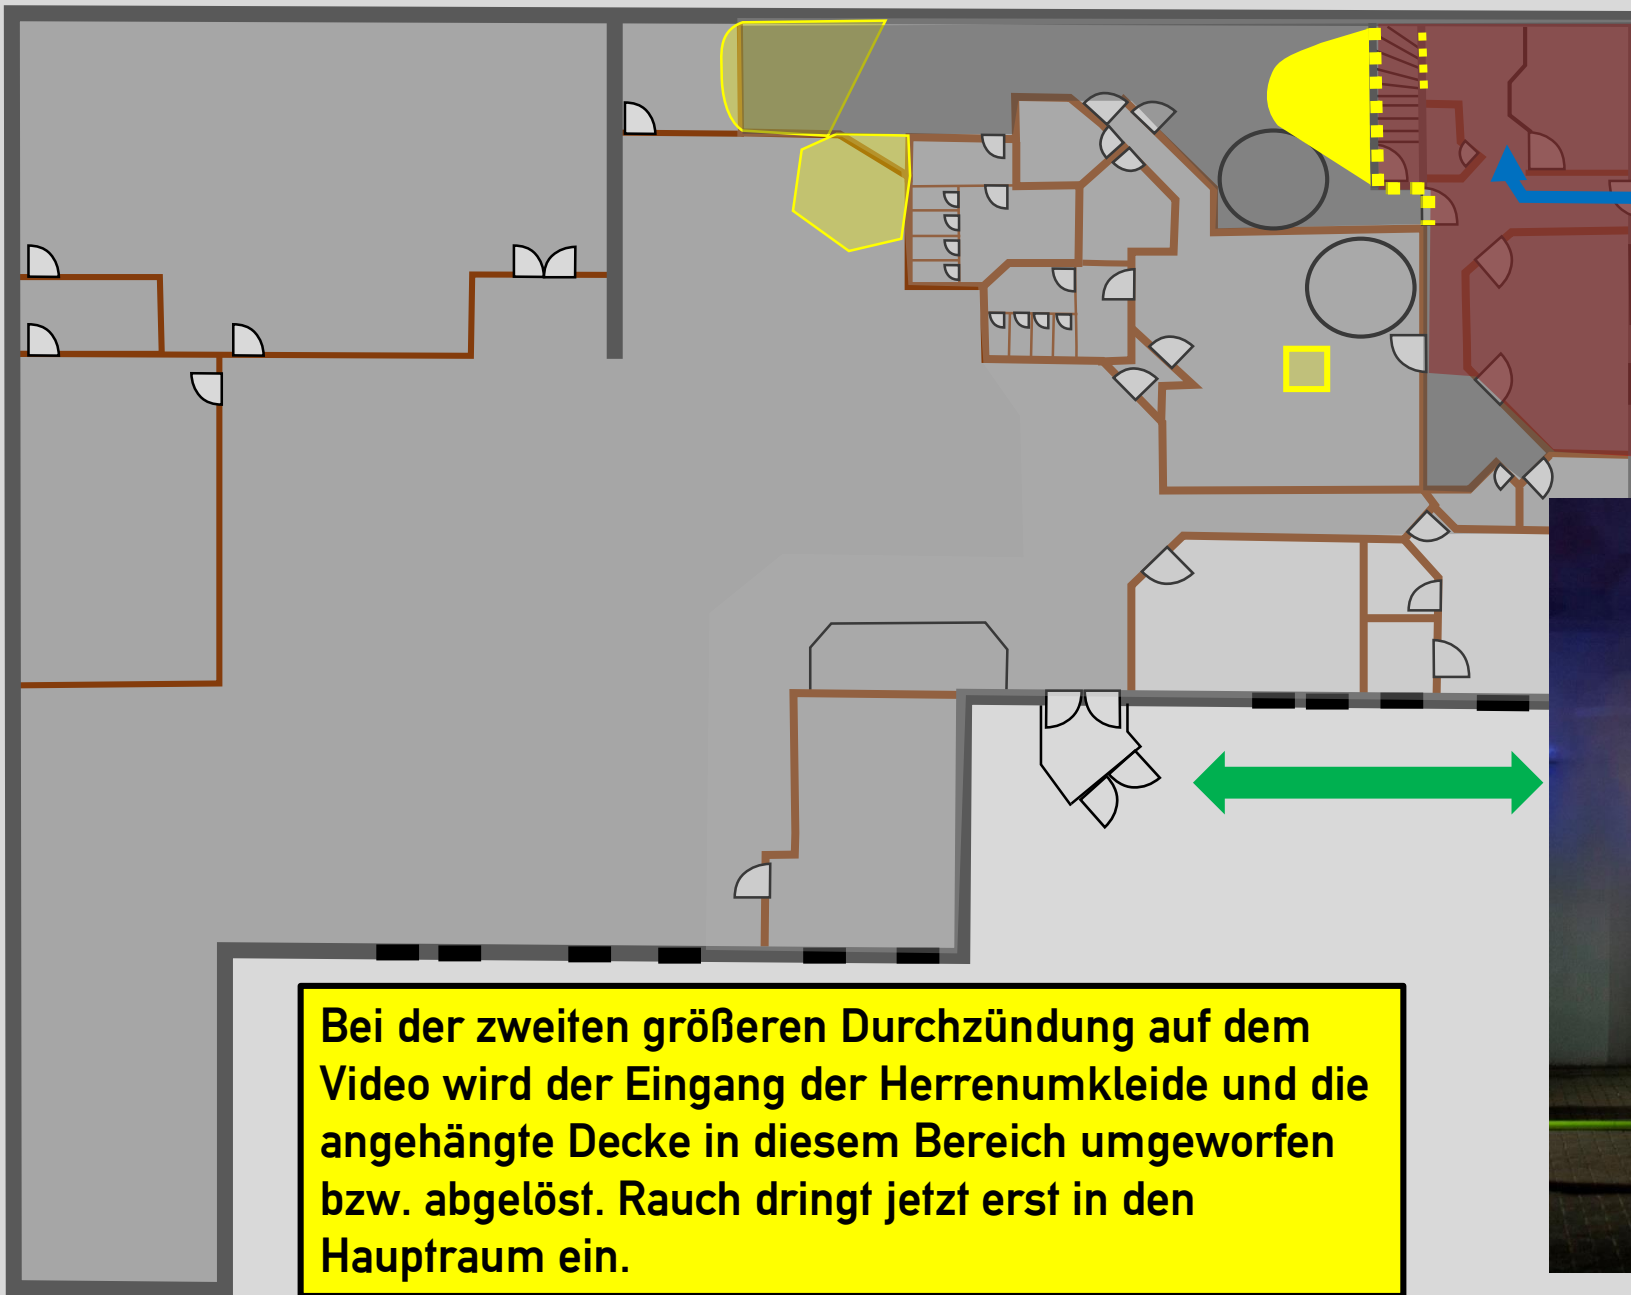 Bei der zweiten größeren Durchzündung auf dem
Video wird der Eingang der Herrenumkleide und die
angehängte Decke in diesem Bereich umgeworfen
bzw. abgelöst. Rauch dringt jetzt erst in den
Hauptraum ein.